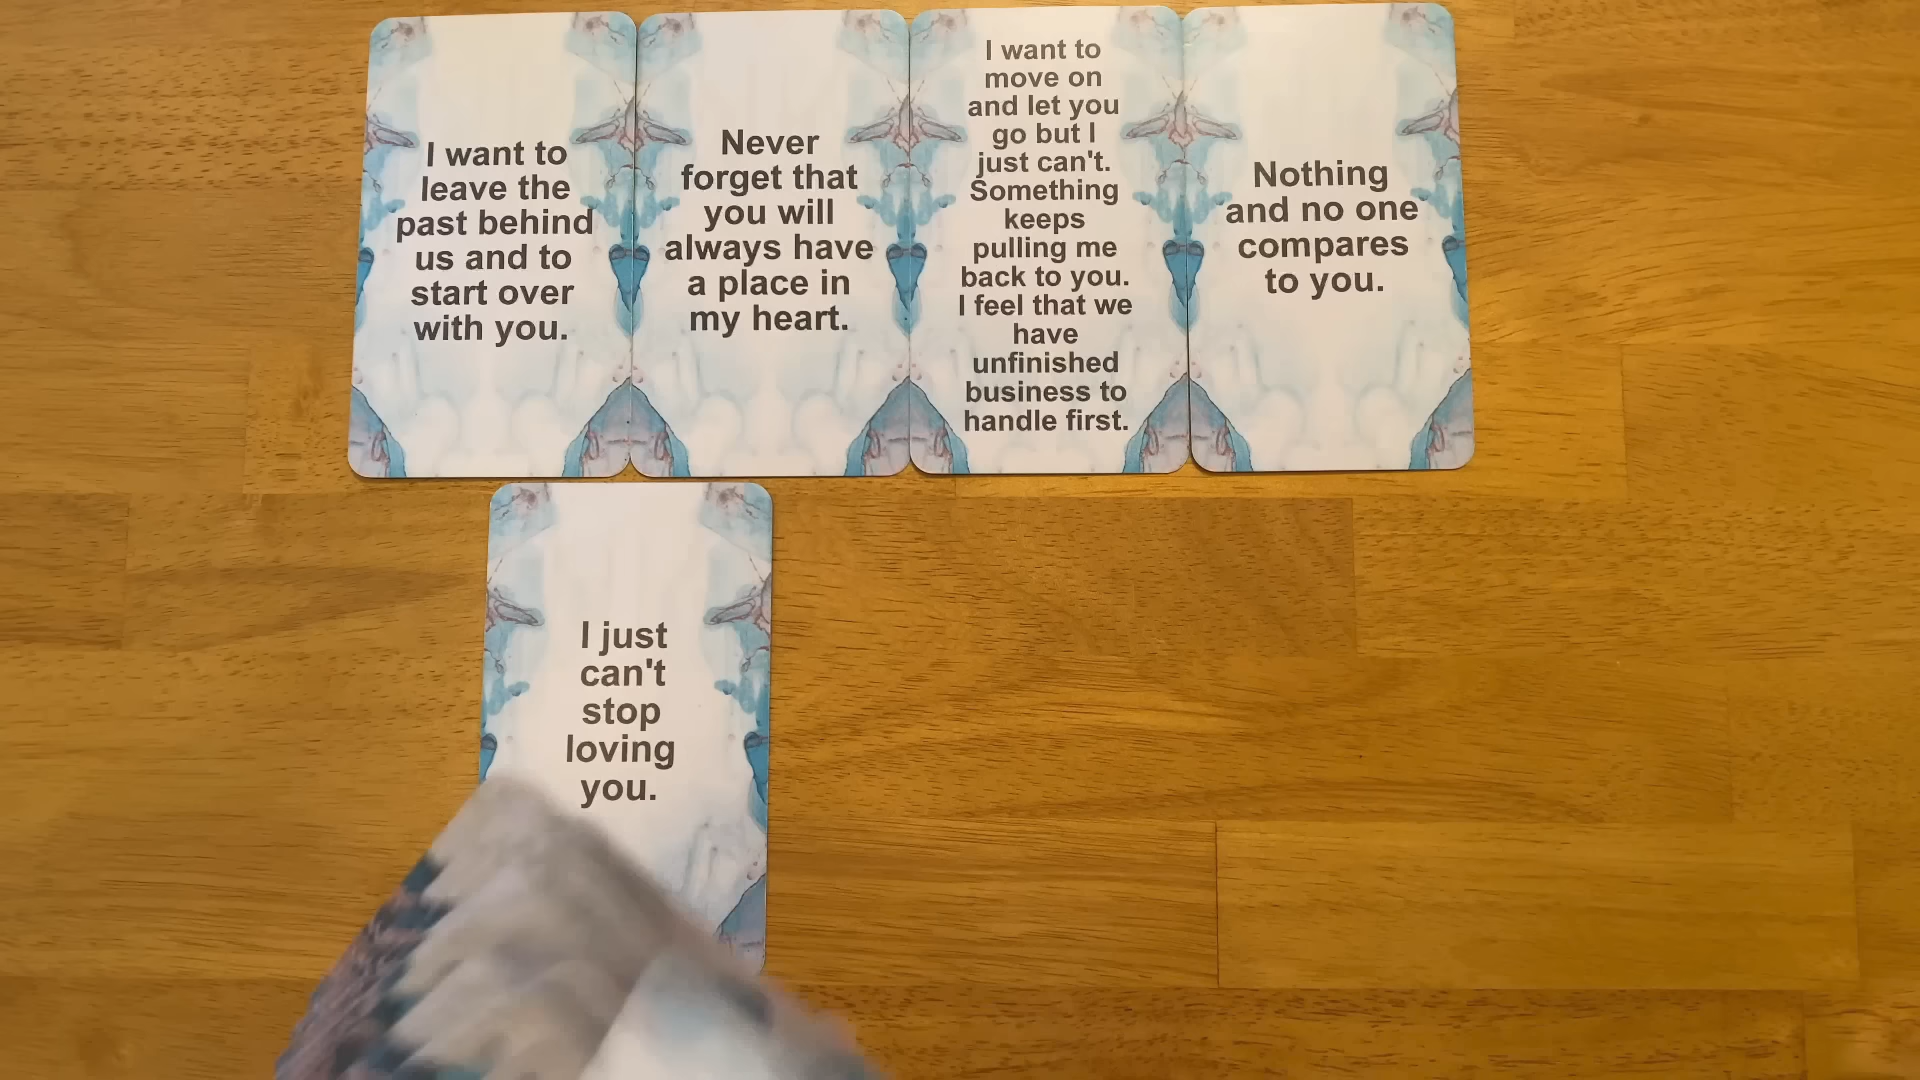 I want to
leave the
past behind
us and to
start over
with you.
Never
forget that
you will
always have
a place in
my heart.
I want to
move on
and let you
go but I
just can't.
Something
keeps
pulling me
back to you.
I feel that we
have
unfinished
business to
handle first.
Nothing
and no one
compares
to you.
I just
can't
stop
loving
you.